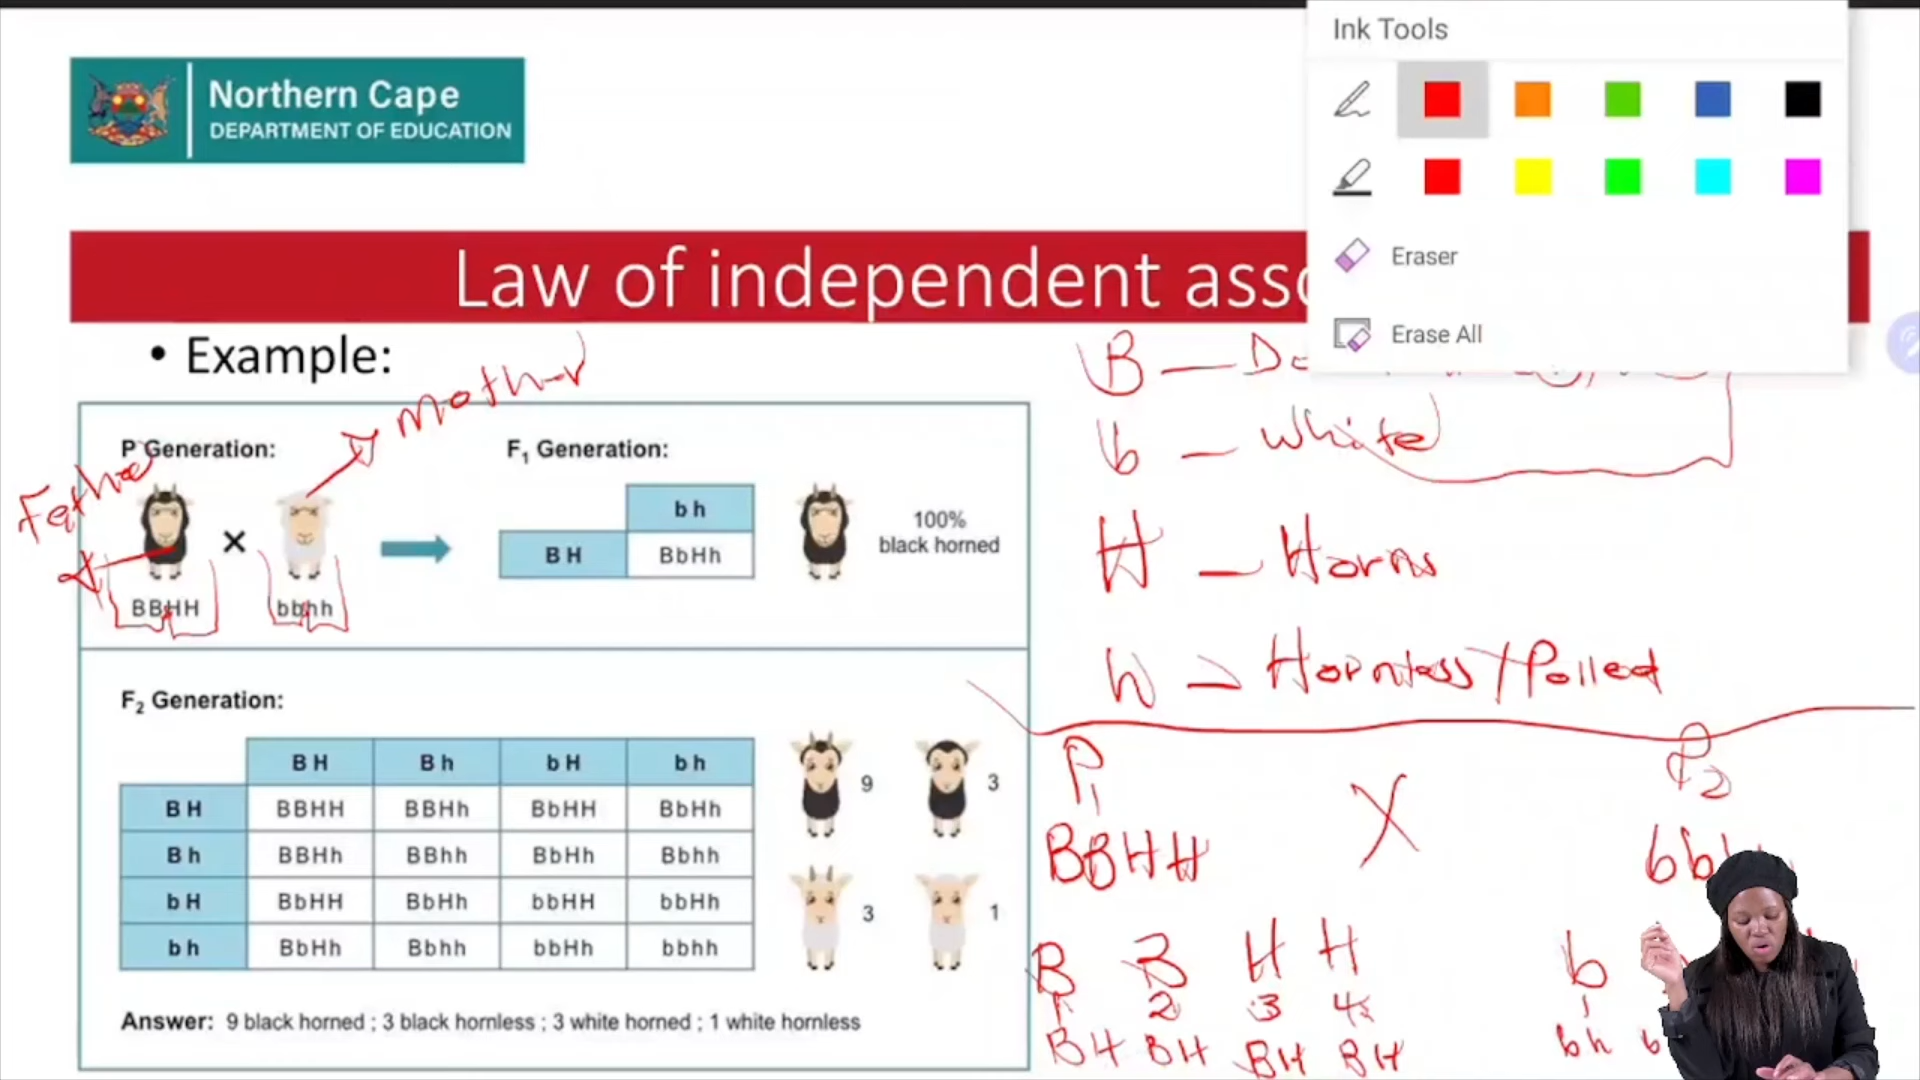 Ink Tools
Northern Cape
DEPARTMENT OF EDUCATION
Eraser
Erase All
Law of independent asso
• Example:
B — Do
b — White
H — Horns
h — Hornless / Polled
Mother
Father
P Generation:
F1 Generation:
b h
B H BbHh
100%
black horned
×
BBHH bbhh
F2 Generation:
B H B h b H b h
B H BBHH BBHh BbHH BbHh
B h BBHh BBhh BbHh Bbhh
b H BbHH BbHh bbHH bbHh
b h BbHh Bbhh bbHh bbhh
9 3
3 1
Answer: 9 black horned ; 3 black hornless ; 3 white horned ; 1 white hornless
P1 X P2
BBHH bb
B B H H b
1 2 3 4 1
BH BH BH BH bh b